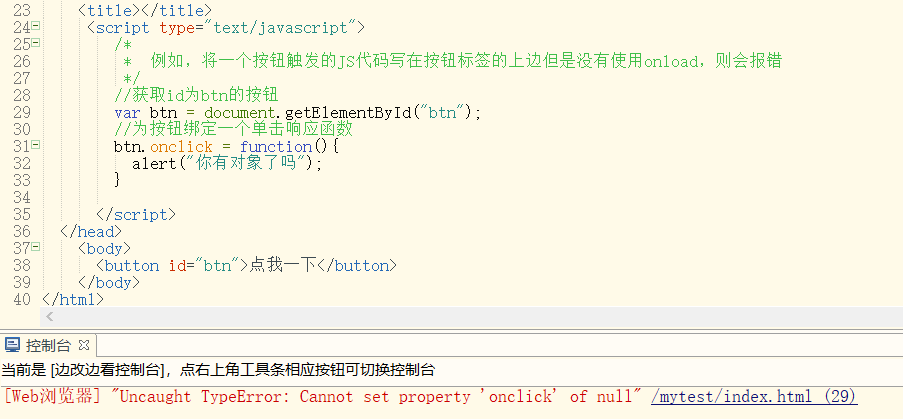 23 <title></title>
24 <script type="text/javascript">
25 /*
26 * 例如，将一个按钮触发的JS代码写在按钮标签的上边但是没有使用onload，则会报错
27 */
28 //获取id为btn的按钮
29 var btn = document.getElementById("btn");
30 //为按钮绑定一个单击响应函数
31 btn.onclick = function(){
32 alert("你有对象了吗");
33 }
34
35 </script>
36 </head>
37 <body>
38 <button id="btn">点我一下</button>
39 </body>
40 </html>
控制台
当前是 [边改边看控制台]，点右上角工具条相应按钮可切换控制台
[Web浏览器] "Uncaught TypeError: Cannot set property 'onclick' of null" /mytest/index.html (29)